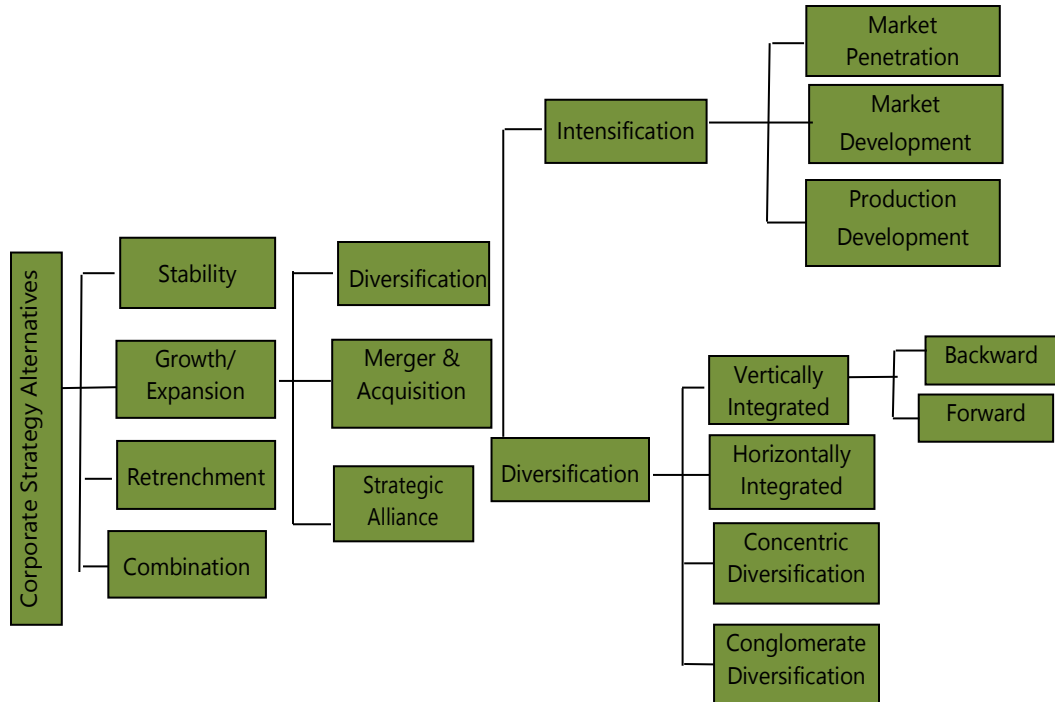 Corporate Strategy Alternatives
Stability
Growth/
Expansion
Retrenchment
Combination
Diversification
Merger &
Acquisition
Strategic
Alliance
Intensification
Diversification
Market
Penetration
Market
Development
Production
Development
Vertically
Integrated
Horizontally
Integrated
Concentric
Diversification
Conglomerate
Diversification
Backward
Forward